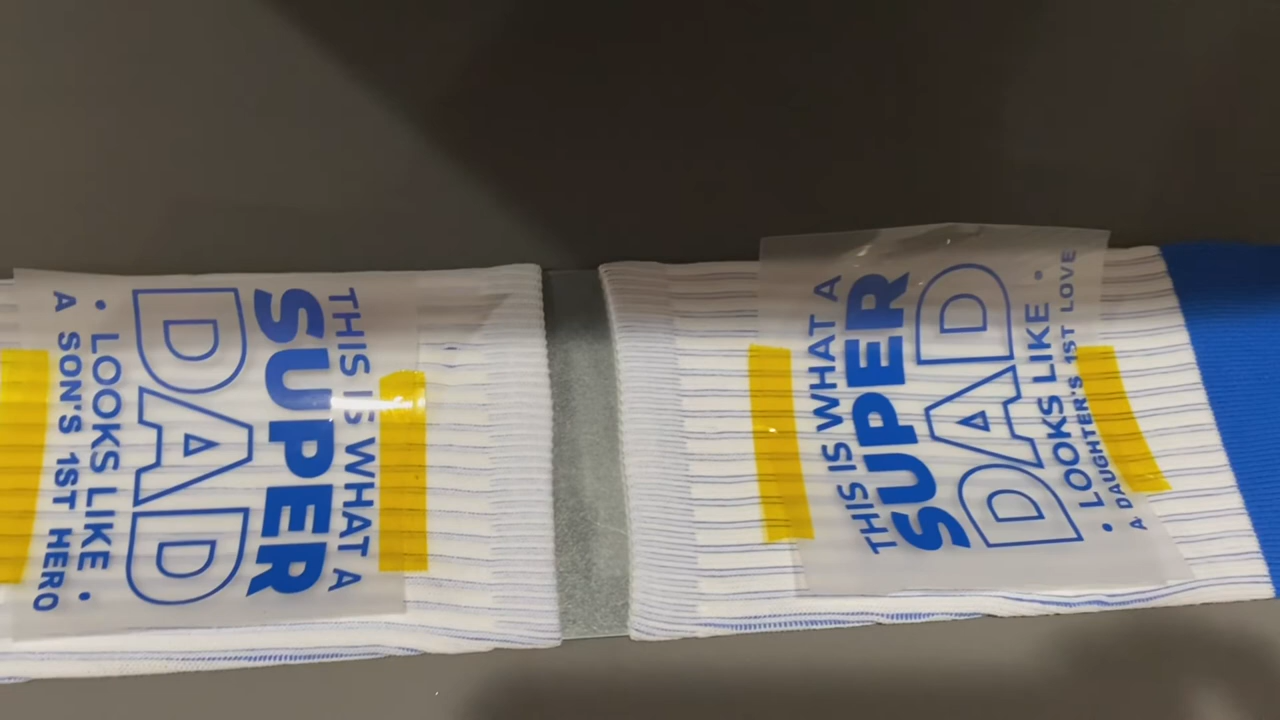 THIS IS WHAT A
SUPER
DAD
• LOOKS LIKE •
A SON'S 1ST HERO
THIS IS WHAT A
SUPER
DAD
• LOOKS LIKE •
A DAUGHTER'S 1ST LOVE